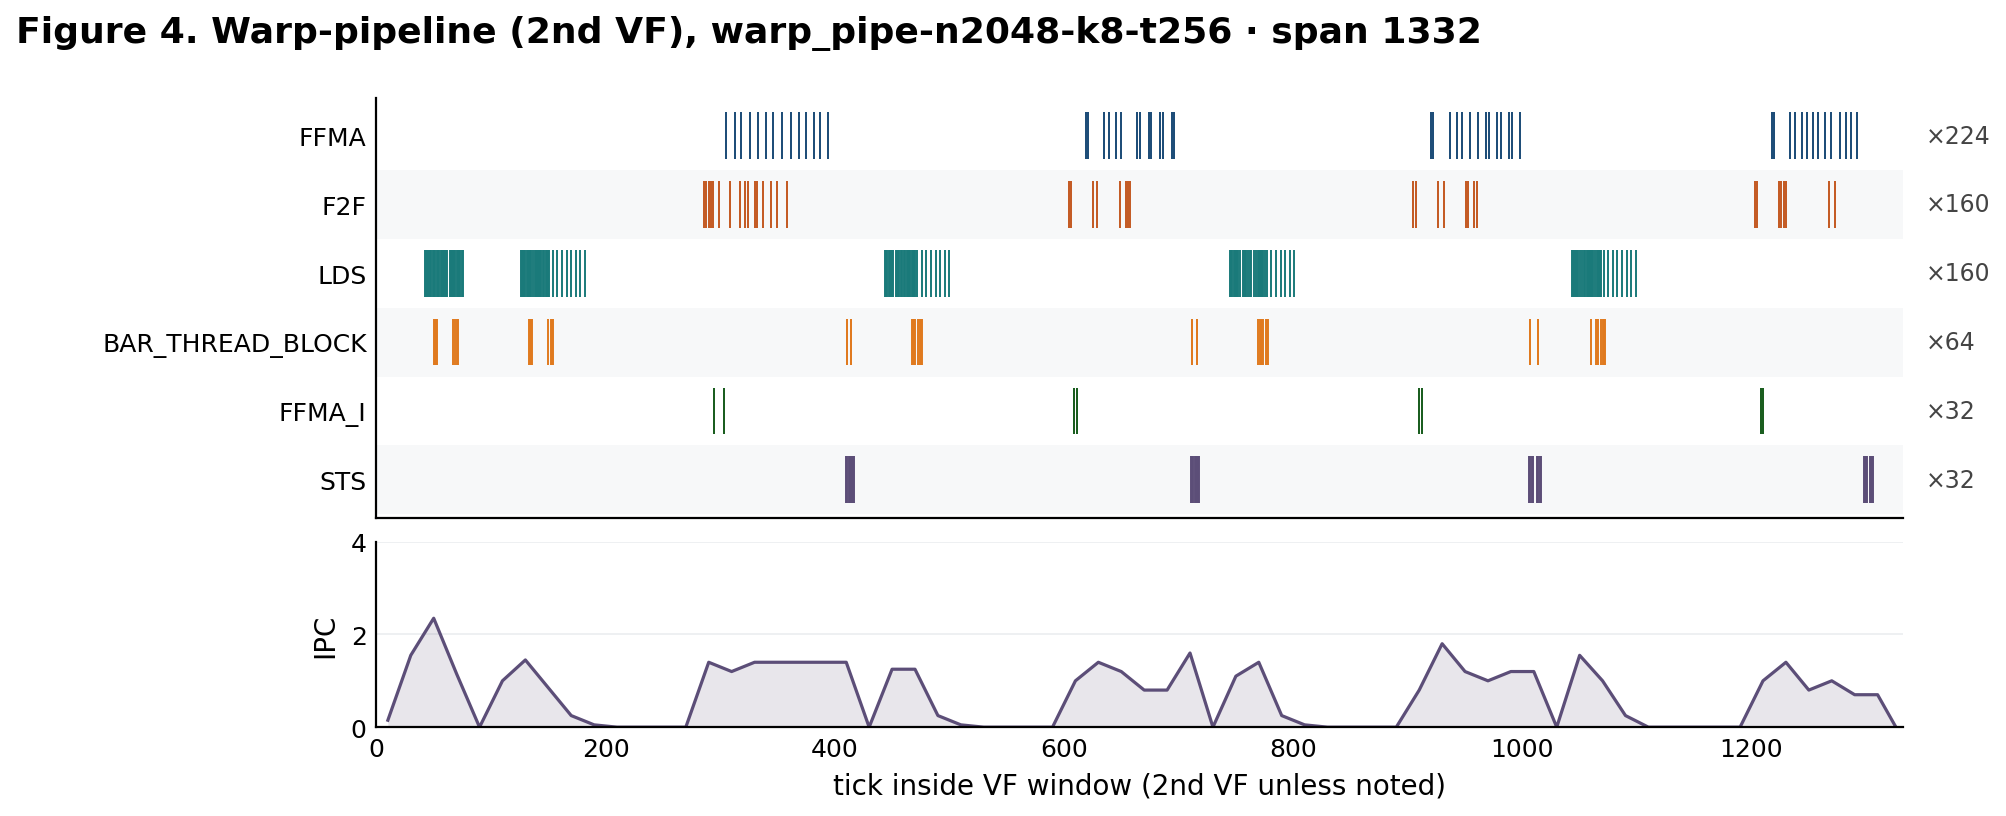 Figure 4. Warp-pipeline (2nd VF), warp_pipe-n2048-k8-t256 · span 1332
FFMA ×224
F2F ×160
LDS ×160
BAR_THREAD_BLOCK ×64
FFMA_I ×32
STS ×32
4
2
0
IPC
0 200 400 600 800 1000 1200
tick inside VF window (2nd VF unless noted)